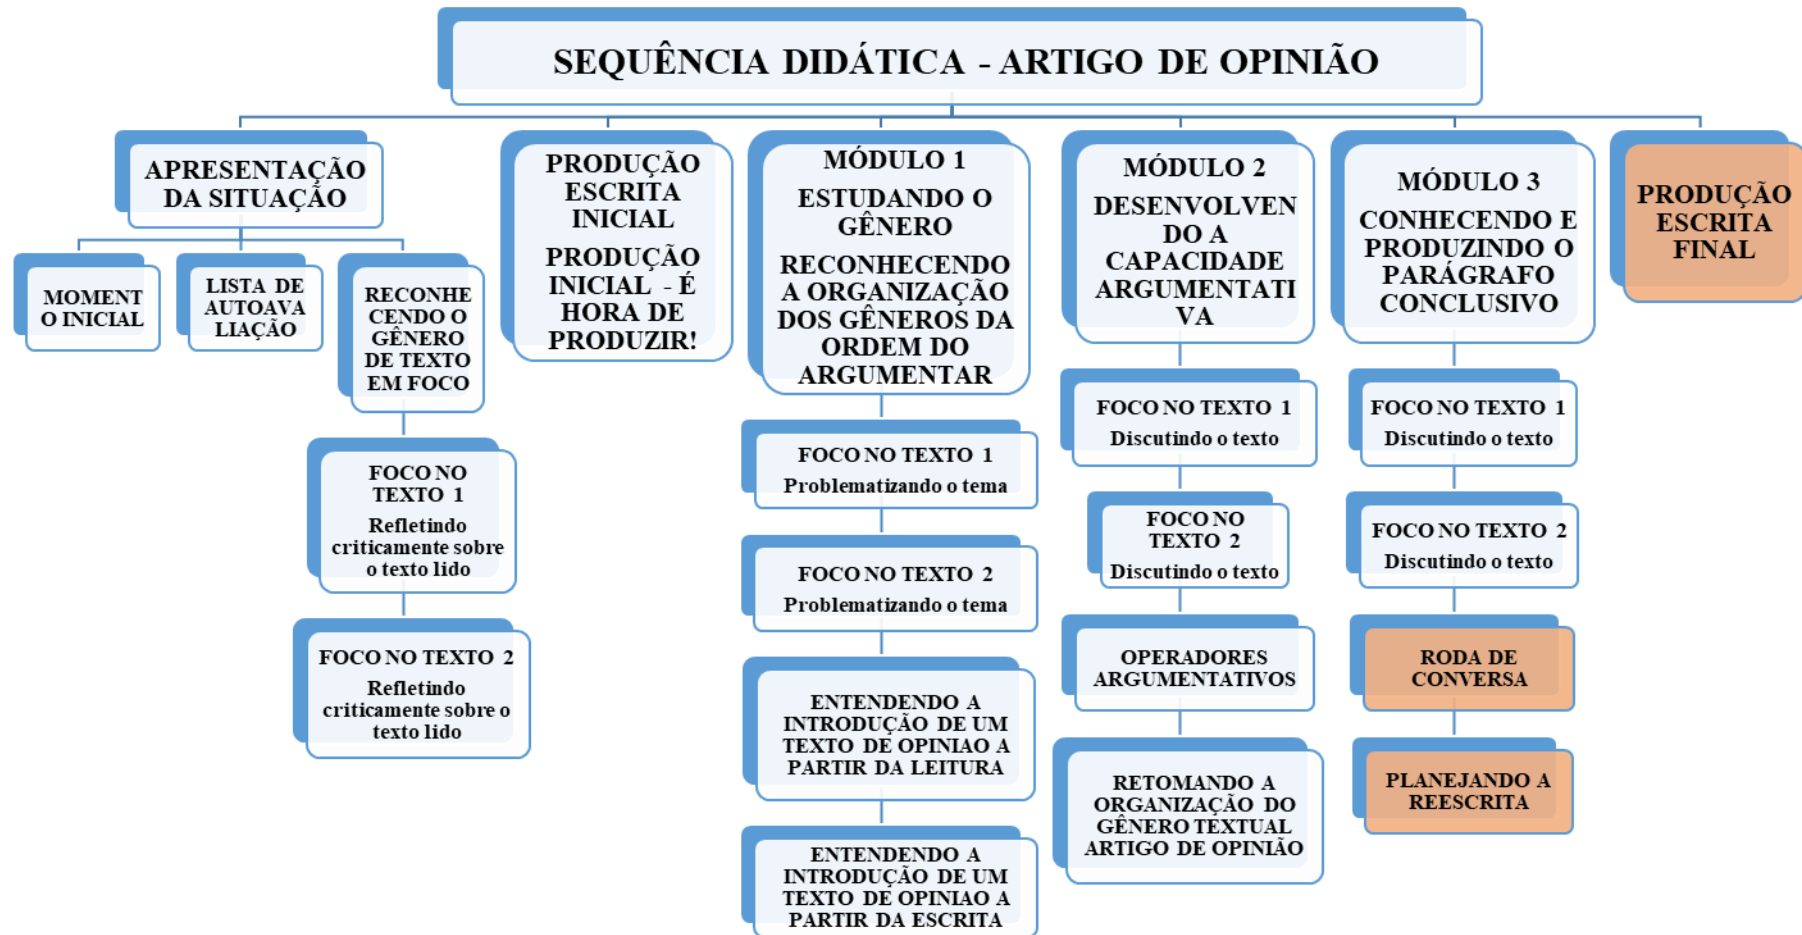 SEQUÊNCIA DIDÁTICA - ARTIGO DE OPINIÃO
APRESENTAÇÃO
DA SITUAÇÃO
MOMENT
O INICIAL
LISTA DE
AUTOAVA
LIAÇÃO
RECONHE
CENDO O
GÊNERO
DE TEXTO
EM FOCO
FOCO NO
TEXTO 1
Refletindo
criticamente sobre
o texto lido
FOCO NO TEXTO 2
Refletindo
criticamente sobre o
texto lido
PRODUÇÃO
ESCRITA
INICIAL
PRODUÇÃO
INICIAL - É
HORA DE
PRODUZIR!
MÓDULO 1
ESTUDANDO O
GÊNERO
RECONHECENDO
A ORGANIZAÇÃO
DOS GÊNEROS DA
ORDEM DO
ARGUMENTAR
FOCO NO TEXTO 1
Problematizando o tema
FOCO NO TEXTO 2
Problematizando o tema
ENTENDENDO A
INTRODUÇÃO DE UM
TEXTO DE OPINIAO A
PARTIR DA LEITURA
ENTENDENDO A
INTRODUÇÃO DE UM
TEXTO DE OPINIAO A
PARTIR DA ESCRITA
MÓDULO 2
DESENVOLVEN
DO A
CAPACIDADE
ARGUMENTATI
VA
FOCO NO TEXTO 1
Discutindo o texto
FOCO NO
TEXTO 2
Discutindo o texto
OPERADORES
ARGUMENTATIVOS
RETOMANDO A
ORGANIZAÇÃO DO
GÊNERO TEXTUAL
ARTIGO DE OPINIÃO
MÓDULO 3
CONHECENDO E
PRODUZINDO O
PARÁGRAFO
CONCLUSIVO
FOCO NO TEXTO 1
Discutindo o texto
FOCO NO TEXTO 2
Discutindo o texto
RODA DE
CONVERSA
PLANEJANDO A
REESCRITA
PRODUÇÃO
ESCRITA
FINAL